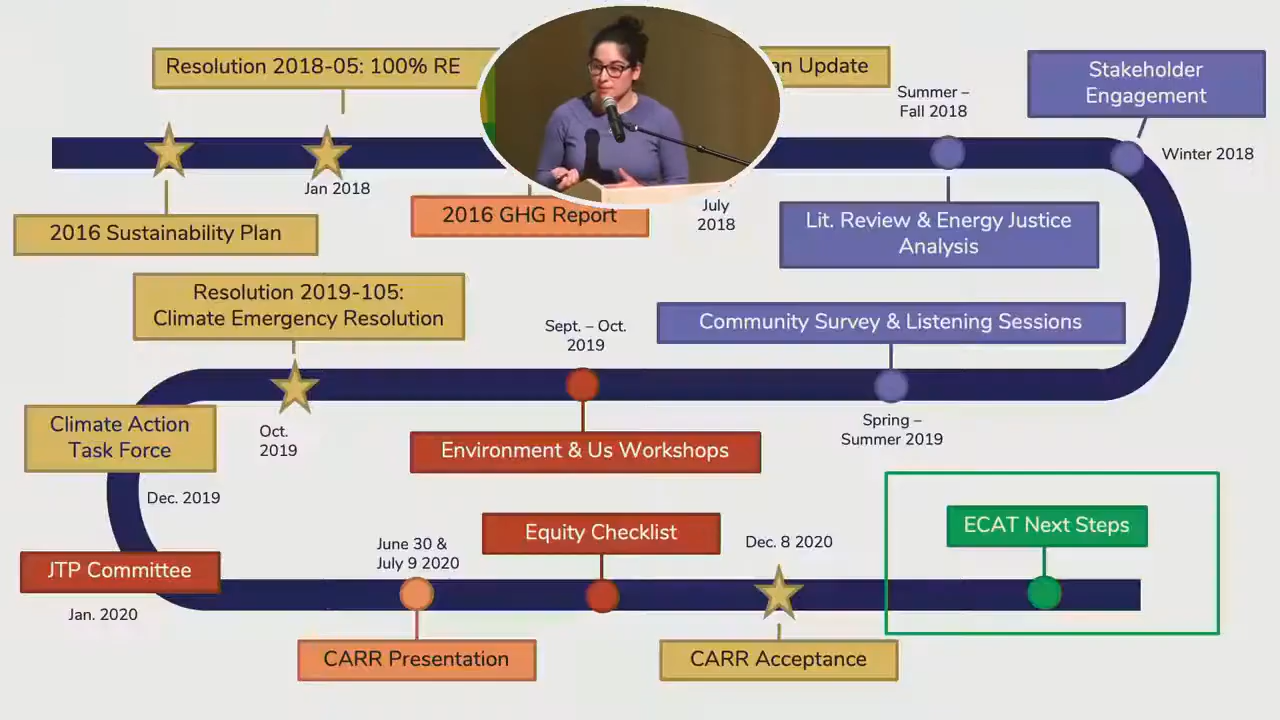 Resolution 2018-05: 100% RE
Update
Summer –
Fall 2018
Stakeholder
Engagement
Winter 2018
Jan 2018
2016 GHG Report
July
2018
2016 Sustainability Plan
Lit. Review & Energy Justice
Analysis
Resolution 2019-105:
Climate Emergency Resolution
Sept. – Oct.
2019
Community Survey & Listening Sessions
Oct.
2019
Environment & Us Workshops
Spring –
Summer 2019
Climate Action
Task Force
Dec. 2019
JTP Committee
Jan. 2020
June 30 &
July 9 2020
Equity Checklist
Dec. 8 2020
ECAT Next Steps
CARR Presentation
CARR Acceptance